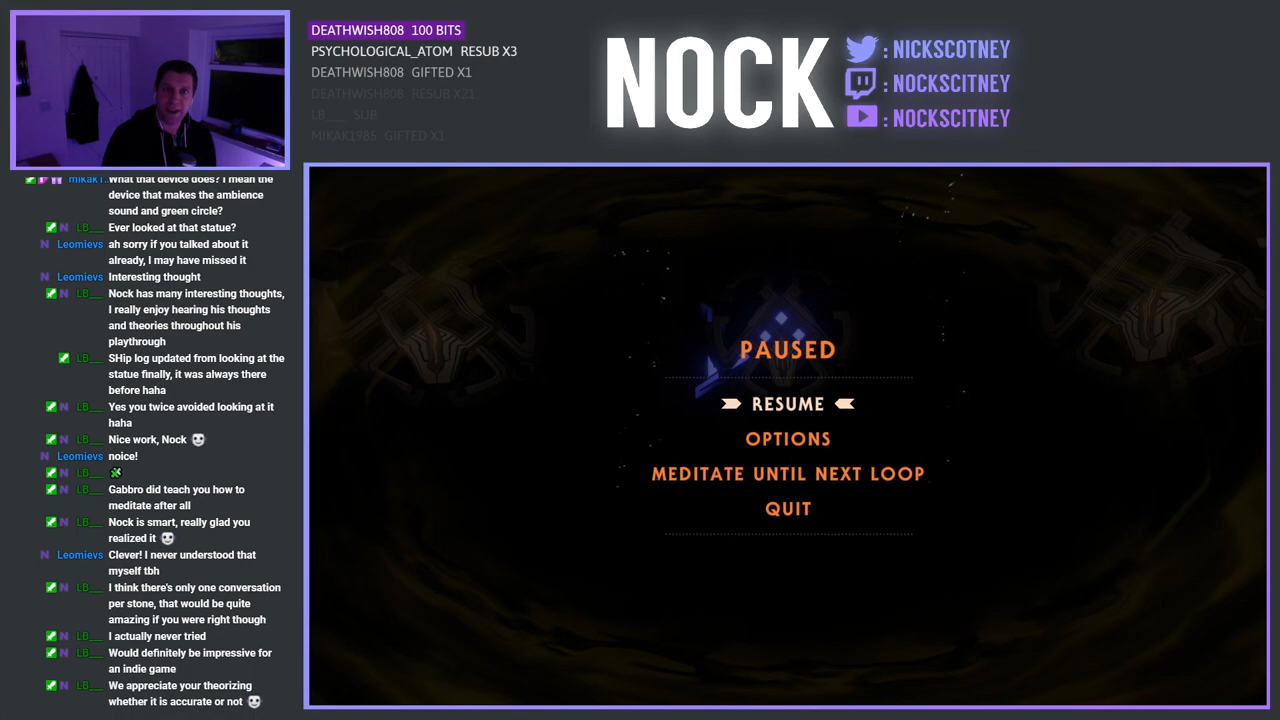 DEATHWISH808 100 BITS
PSYCHOLOGICAL_ATOM RESUB X3
DEATHWISH808 GIFTED X1
DEATHWISH808 RESUB X21
LB___ SUB
MIKAK1985 GIFTED X1
NOCK
: NICKSCOTNEY
: NOCKSCITNEY
: NOCKSCITNEY
What that device does? I mean the
device that makes the ambience
sound and green circle?
LB___ Ever looked at that statue?
Leomievs ah sorry if you talked about it
already, I may have missed it
Leomievs Interesting thought
LB___ Nock has many interesting thoughts,
I really enjoy hearing his thoughts
and theories throughout his
playthrough
LB___ SHip log updated from looking at the
statue finally, it was always there
before haha
LB___ Yes you twice avoided looking at it
haha
LB___ Nice work, Nock
Leomievs noice!
LB___
LB___ Gabbro did teach you how to
meditate after all
LB___ Nock is smart, really glad you
realized it
Leomievs Clever! I never understood that
myself tbh
LB___ I think there's only one conversation
per stone, that would be quite
amazing if you were right though
LB___ I actually never tried
LB___ Would definitely be impressive for
an indie game
LB___ We appreciate your theorizing
whether it is accurate or not
PAUSED
RESUME
OPTIONS
MEDITATE UNTIL NEXT LOOP
QUIT